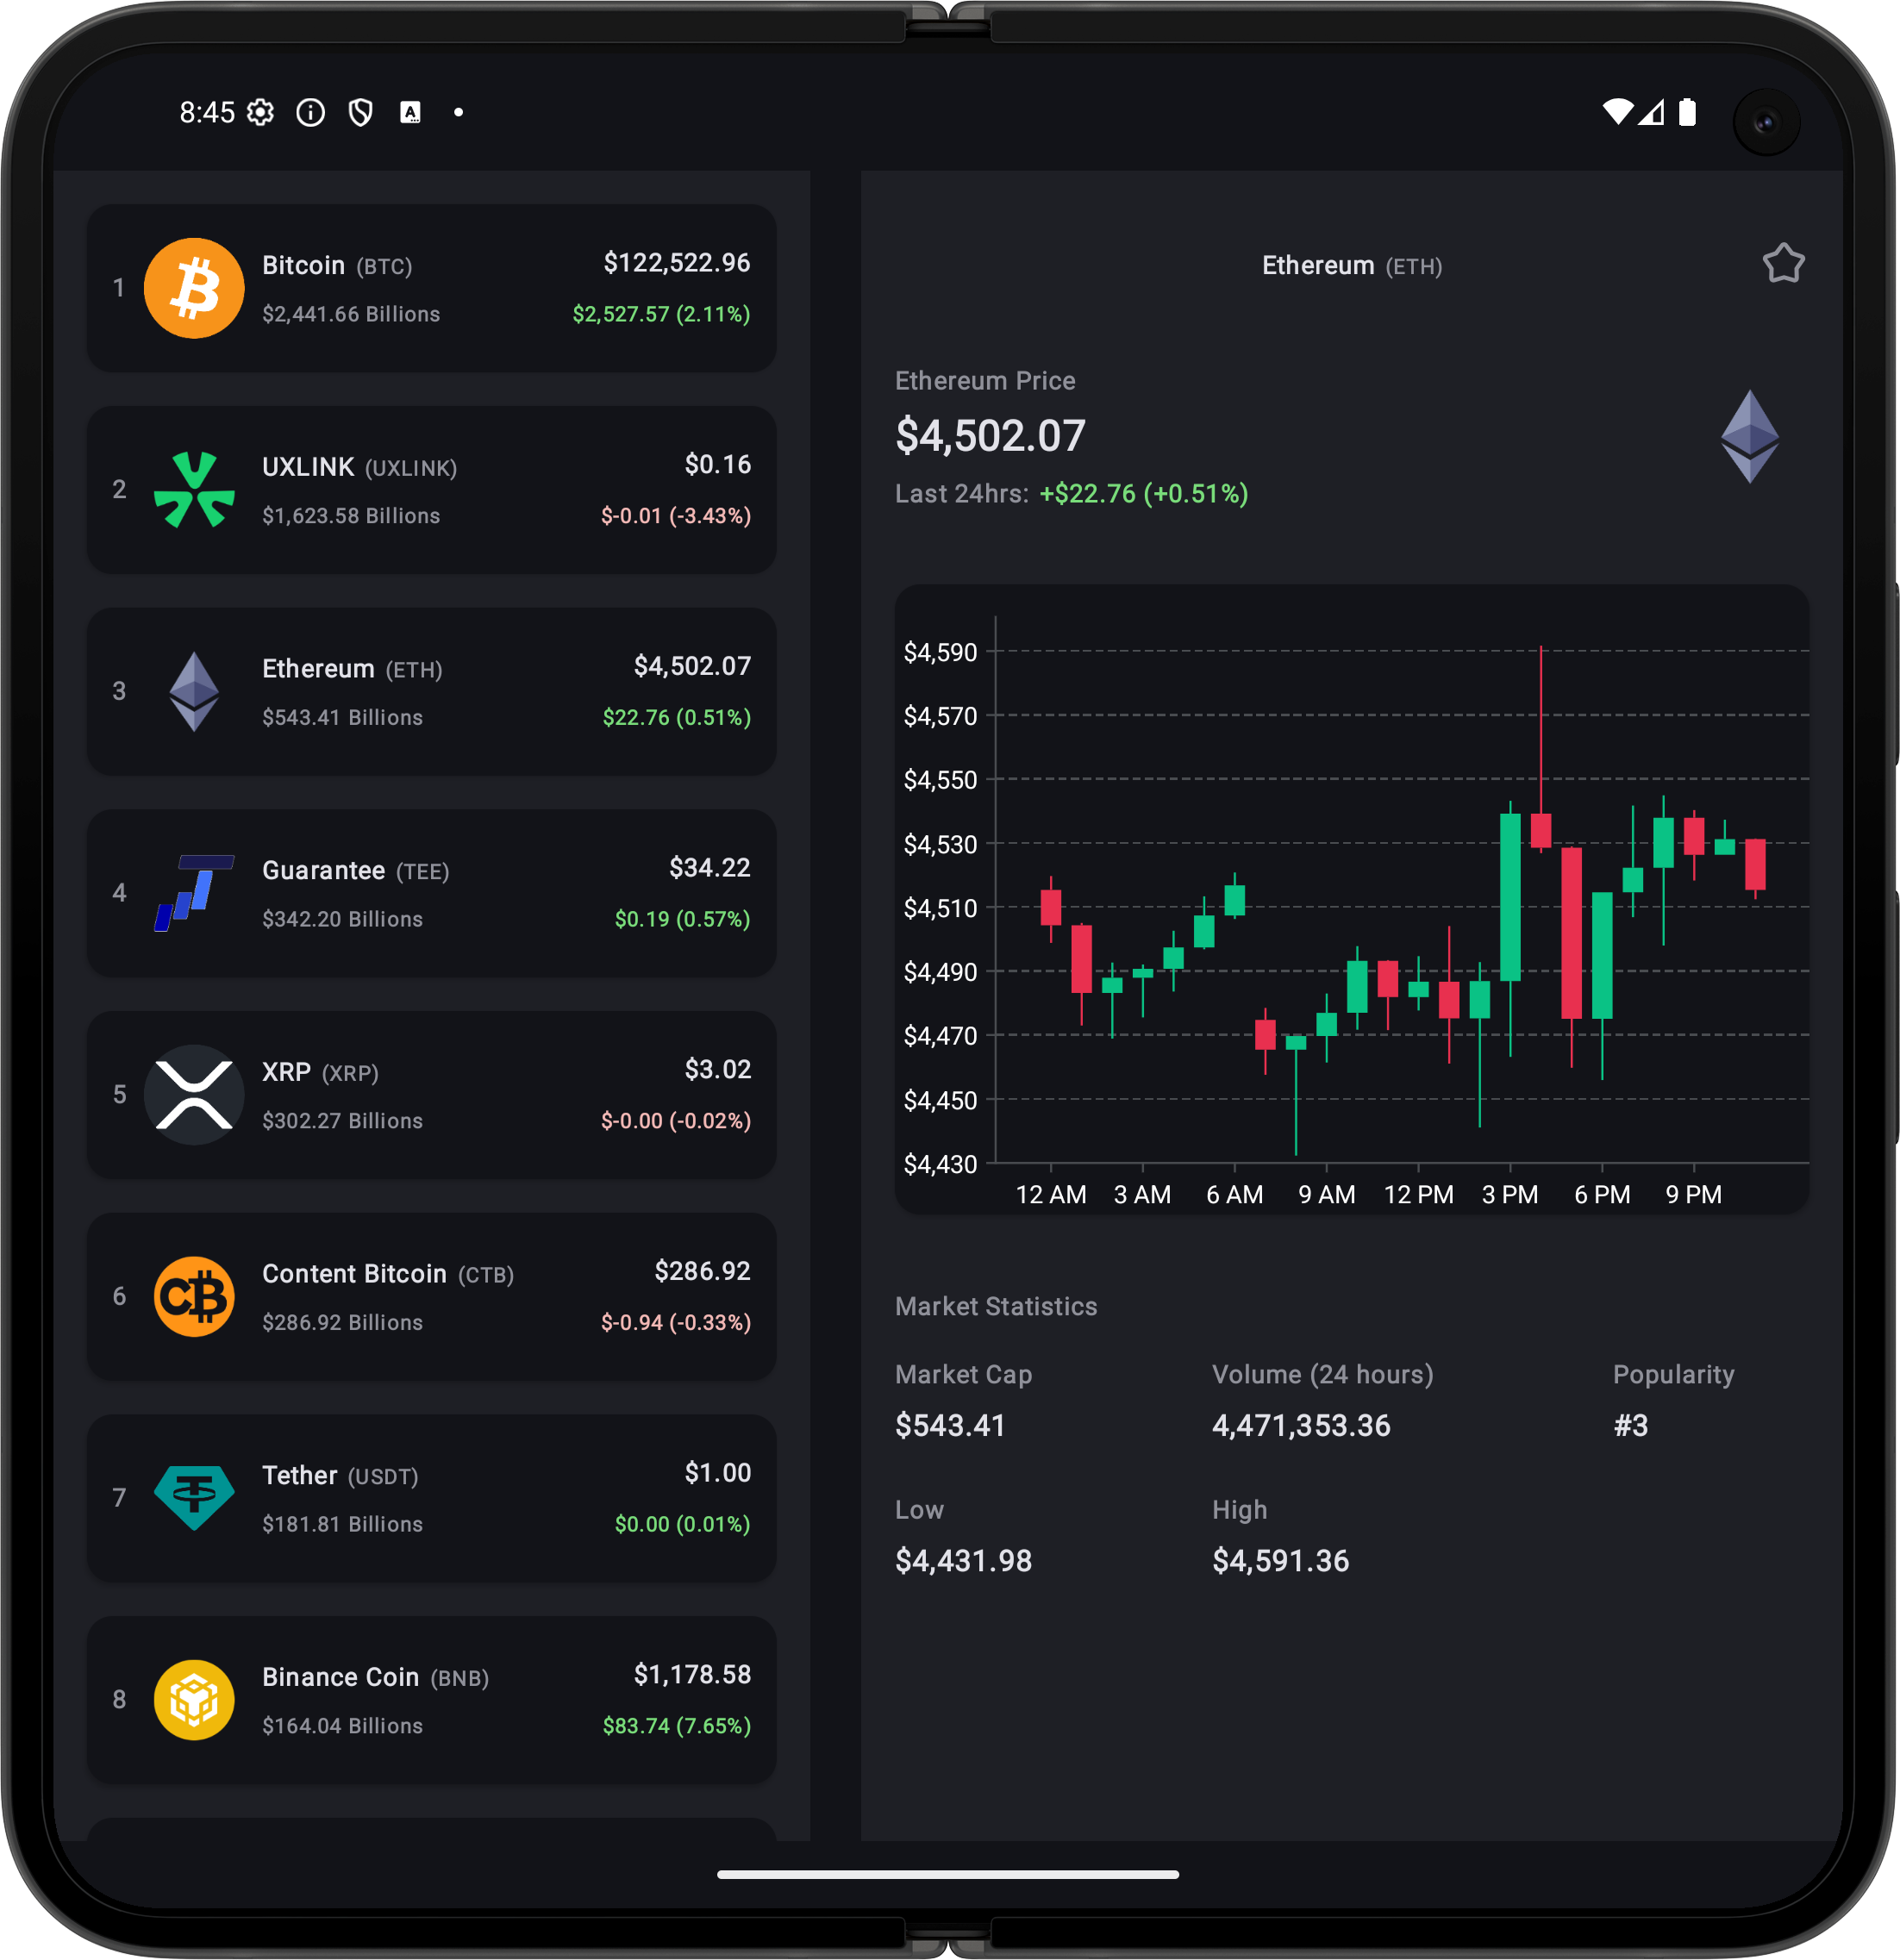 8:45
1
Bitcoin (BTC)
$122,522.96
$2,441.66 Billions
$2,527.57 (2.11%)
2
UXLINK (UXLINK)
$0.16
$1,623.58 Billions
$-0.01 (-3.43%)
3
Ethereum (ETH)
$4,502.07
$543.41 Billions
$22.76 (0.51%)
4
Guarantee (TEE)
$34.22
$342.20 Billions
$0.19 (0.57%)
5
XRP (XRP)
$3.02
$302.27 Billions
$-0.00 (-0.02%)
6
Content Bitcoin (CTB)
$286.92
$286.92 Billions
$-0.94 (-0.33%)
7
Tether (USDT)
$1.00
$181.81 Billions
$0.00 (0.01%)
8
Binance Coin (BNB)
$1,178.58
$164.04 Billions
$83.74 (7.65%)
Ethereum (ETH)
Ethereum Price
$4,502.07
Last 24hrs: +$22.76 (+0.51%)
$4,590
$4,570
$4,550
$4,530
$4,510
$4,490
$4,470
$4,450
$4,430
12 AM 3 AM 6 AM 9 AM 12 PM 3 PM 6 PM 9 PM
Market Statistics
Market Cap
$543.41
Volume (24 hours)
4,471,353.36
Popularity
#3
Low
$4,431.98
High
$4,591.36